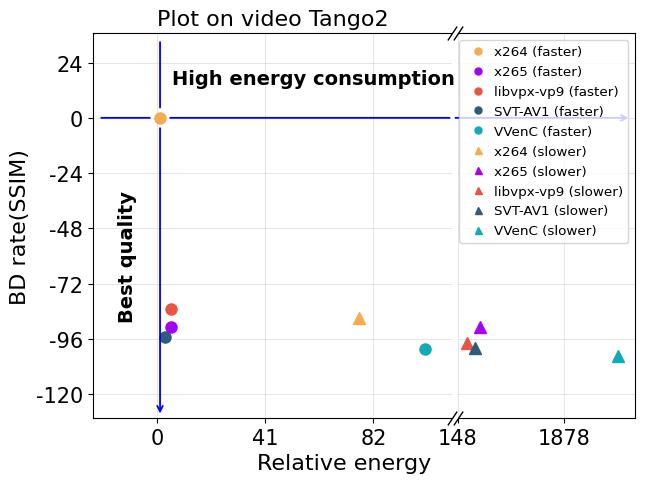 Plot on video Tango2
24
0
-24
-48
-72
-96
-120
BD rate(SSIM)
High energy consumption
Best quality
x264 (faster)
x265 (faster)
libvpx-vp9 (faster)
SVT-AV1 (faster)
VVenC (faster)
x264 (slower)
x265 (slower)
libvpx-vp9 (slower)
SVT-AV1 (slower)
VVenC (slower)
0 41 82 148 1878
Relative energy